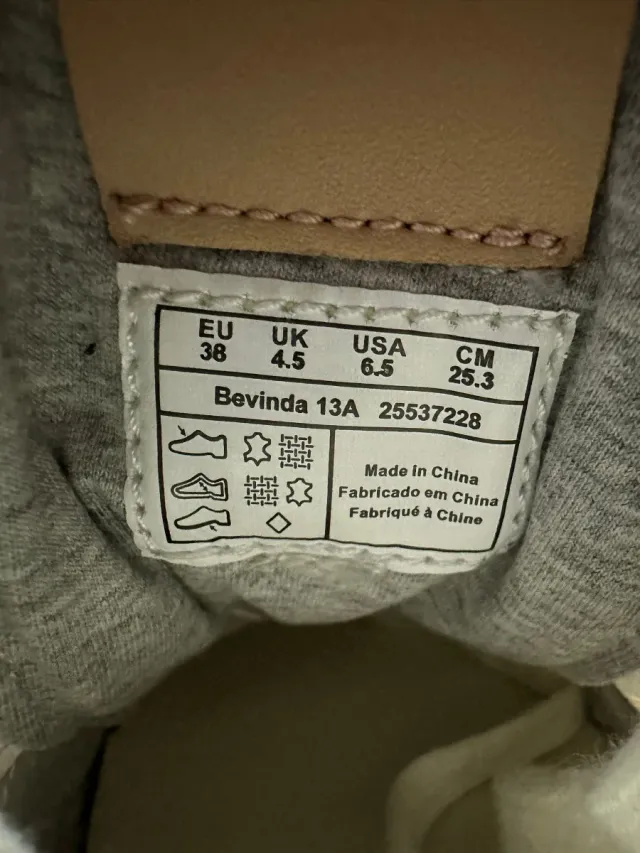 EU UK USA CM
38 4.5 6.5 25.3
Bevinda 13A 25537228
Made in China
Fabricado em China
Fabriqué à Chine